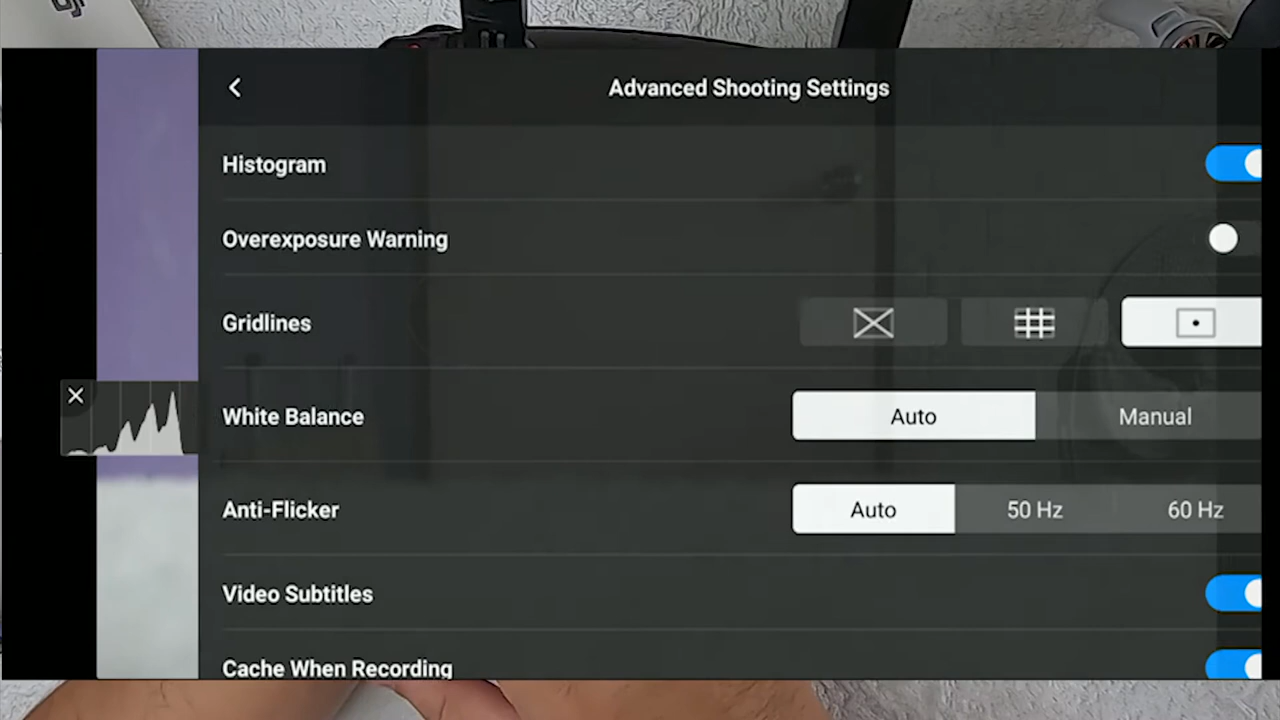 Advanced Shooting Settings
Histogram
Overexposure Warning
Gridlines
White Balance
Auto
Manual
Anti-Flicker
Auto
50 Hz
60 Hz
Video Subtitles
Cache When Recording